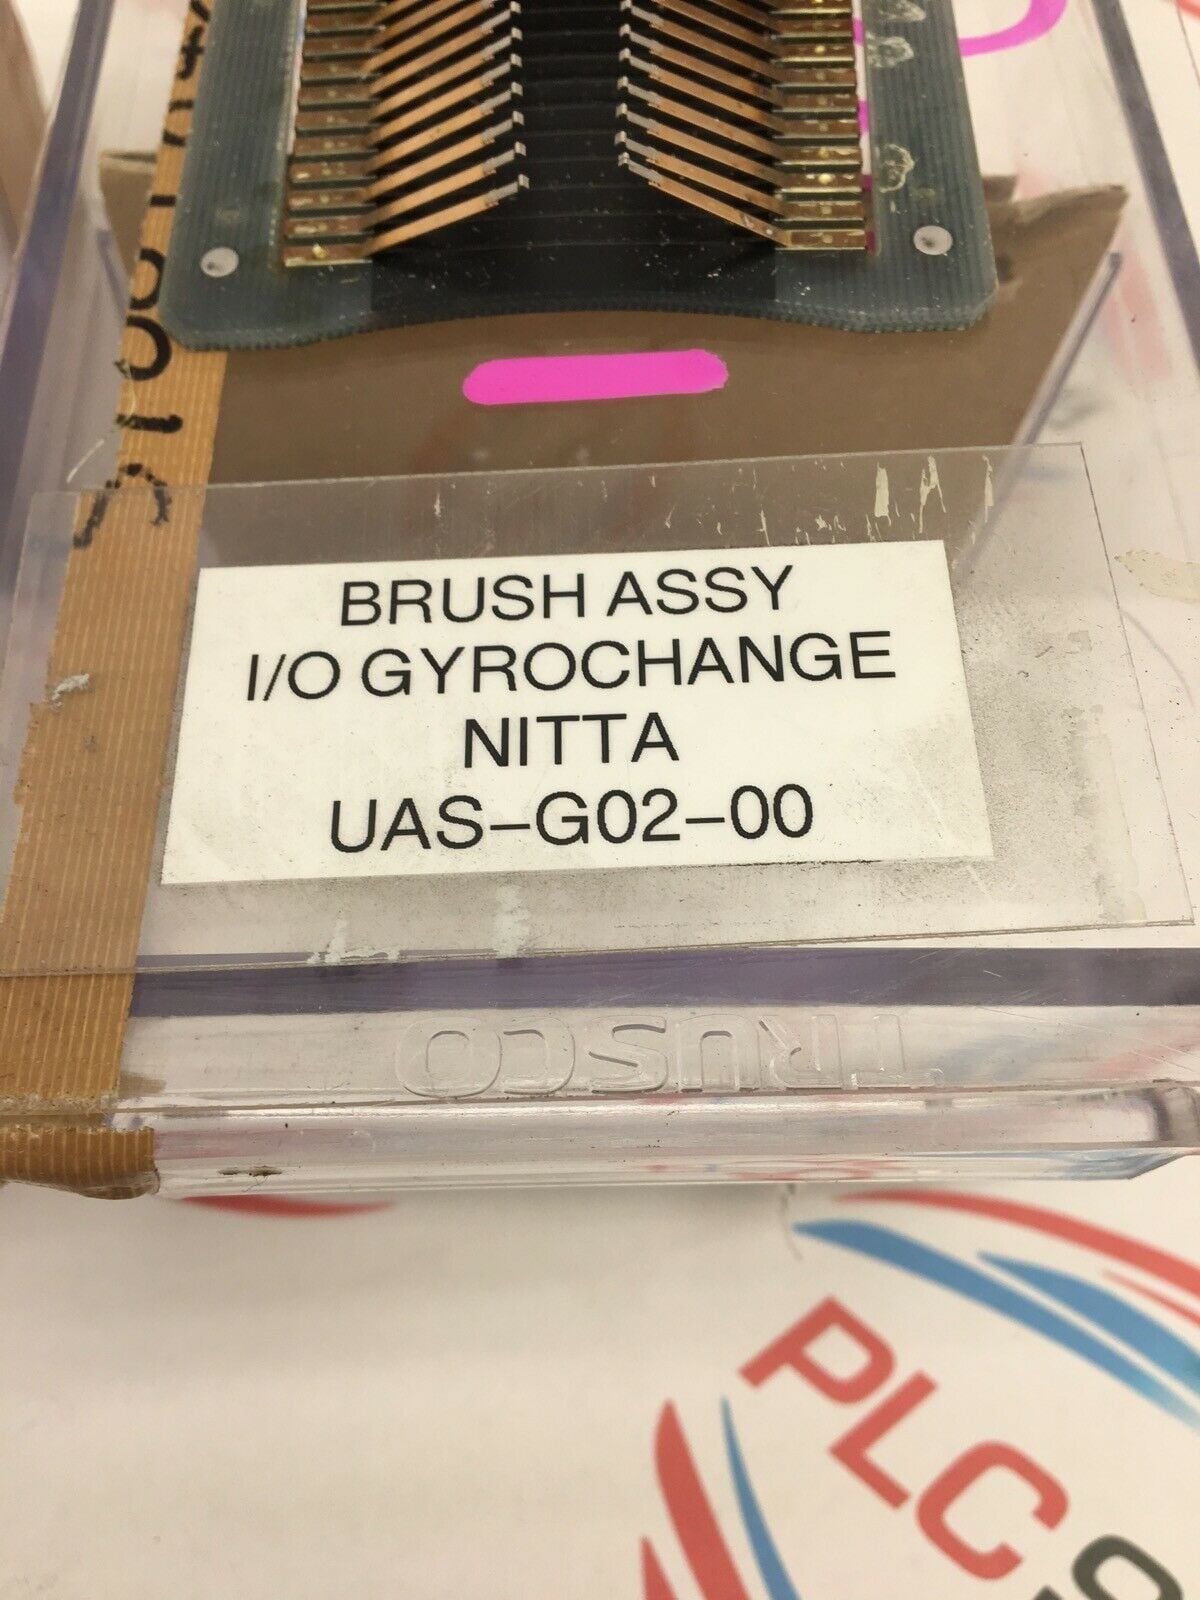 BRUSH ASSY
I/O GYROCHANGE
NITTA
UAS-G02-00
TRUSCO
PLC